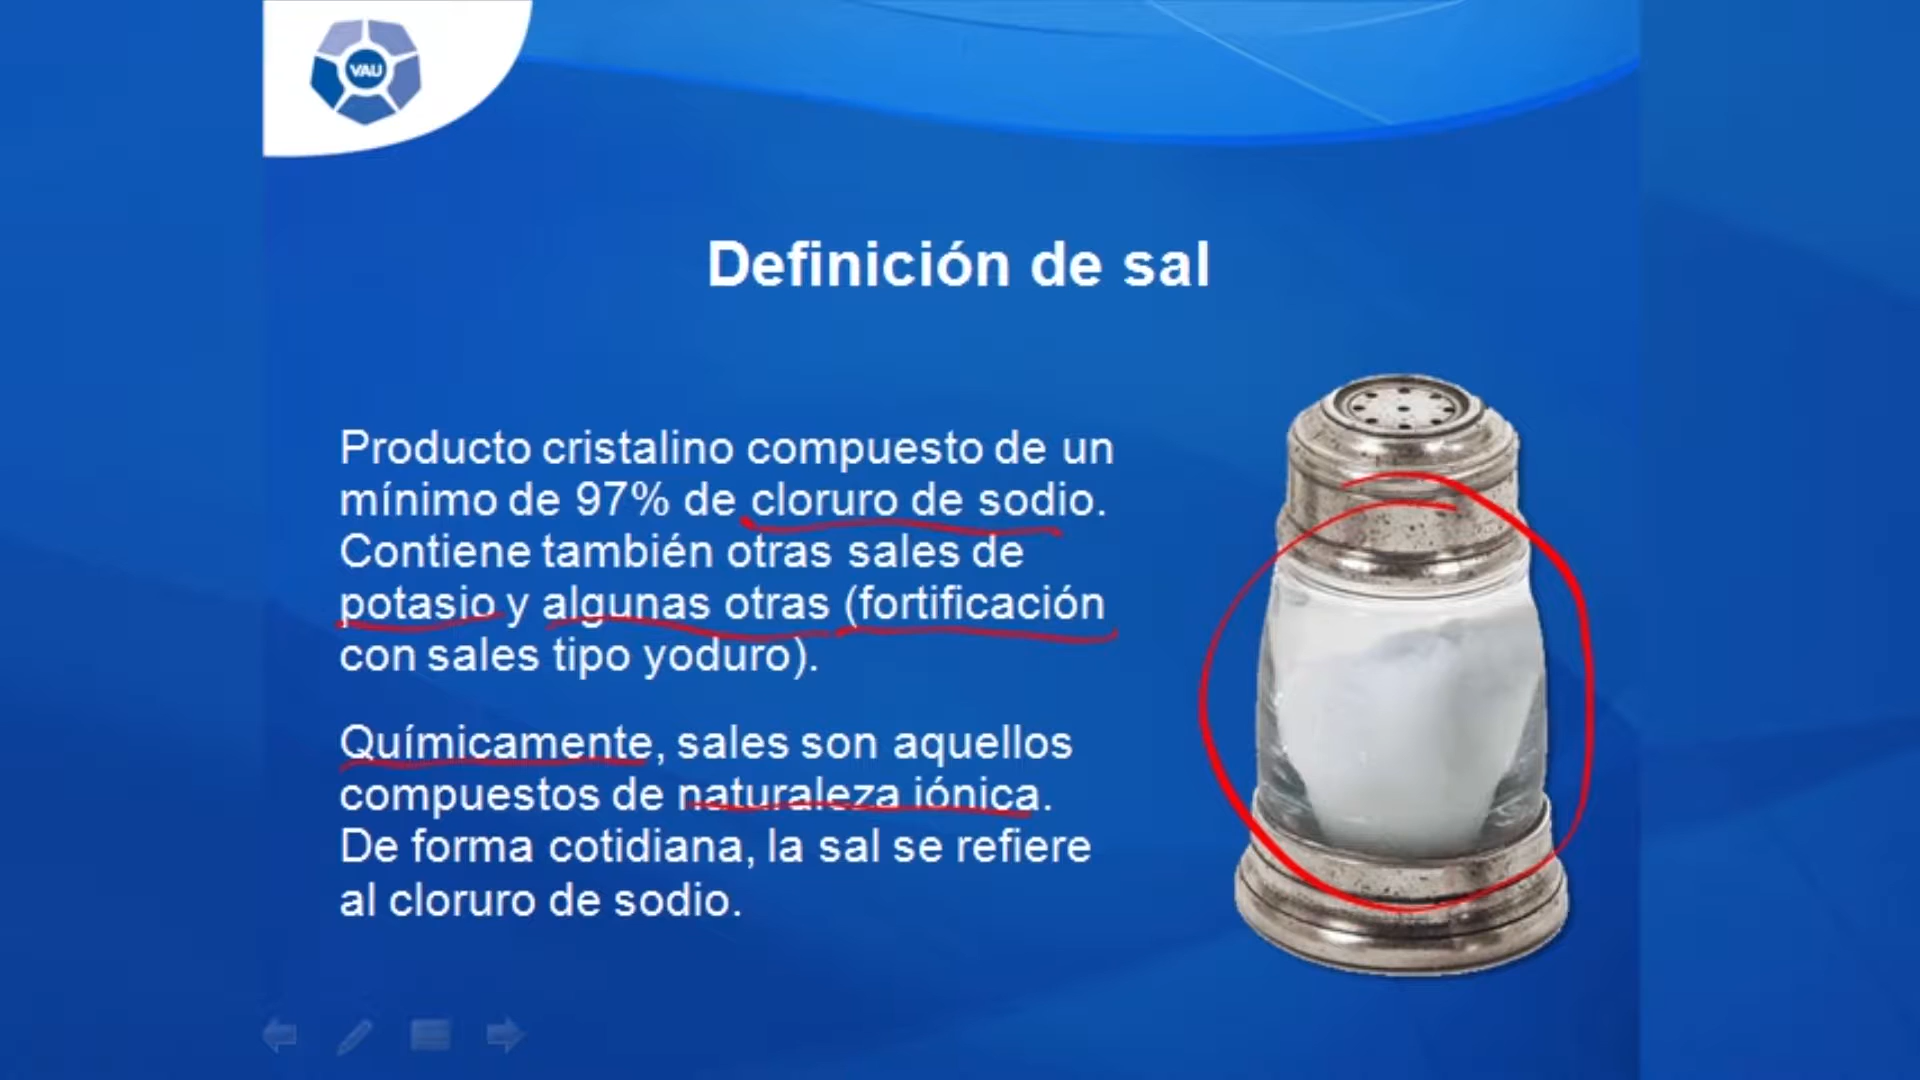 VAU
Definición de sal
Producto cristalino compuesto de un
mínimo de 97% de cloruro de sodio.
Contiene también otras sales de
potasio y algunas otras (fortificación
con sales tipo yoduro).
Químicamente, sales son aquellos
compuestos de naturaleza iónica.
De forma cotidiana, la sal se refiere
al cloruro de sodio.